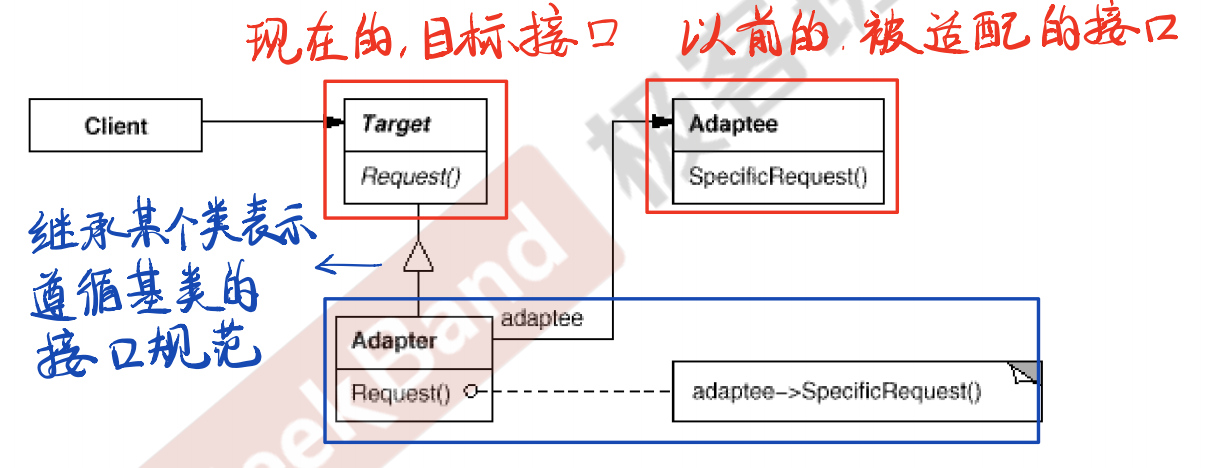 现在的,目标接口
以前的.被适配的接口
Client
Target
Request()
Adaptee
SpecificRequest()
继承某个类表示
遵循基类的
接口规范
adaptee
Adapter
Request()
adaptee->SpecificRequest()
GeekBand